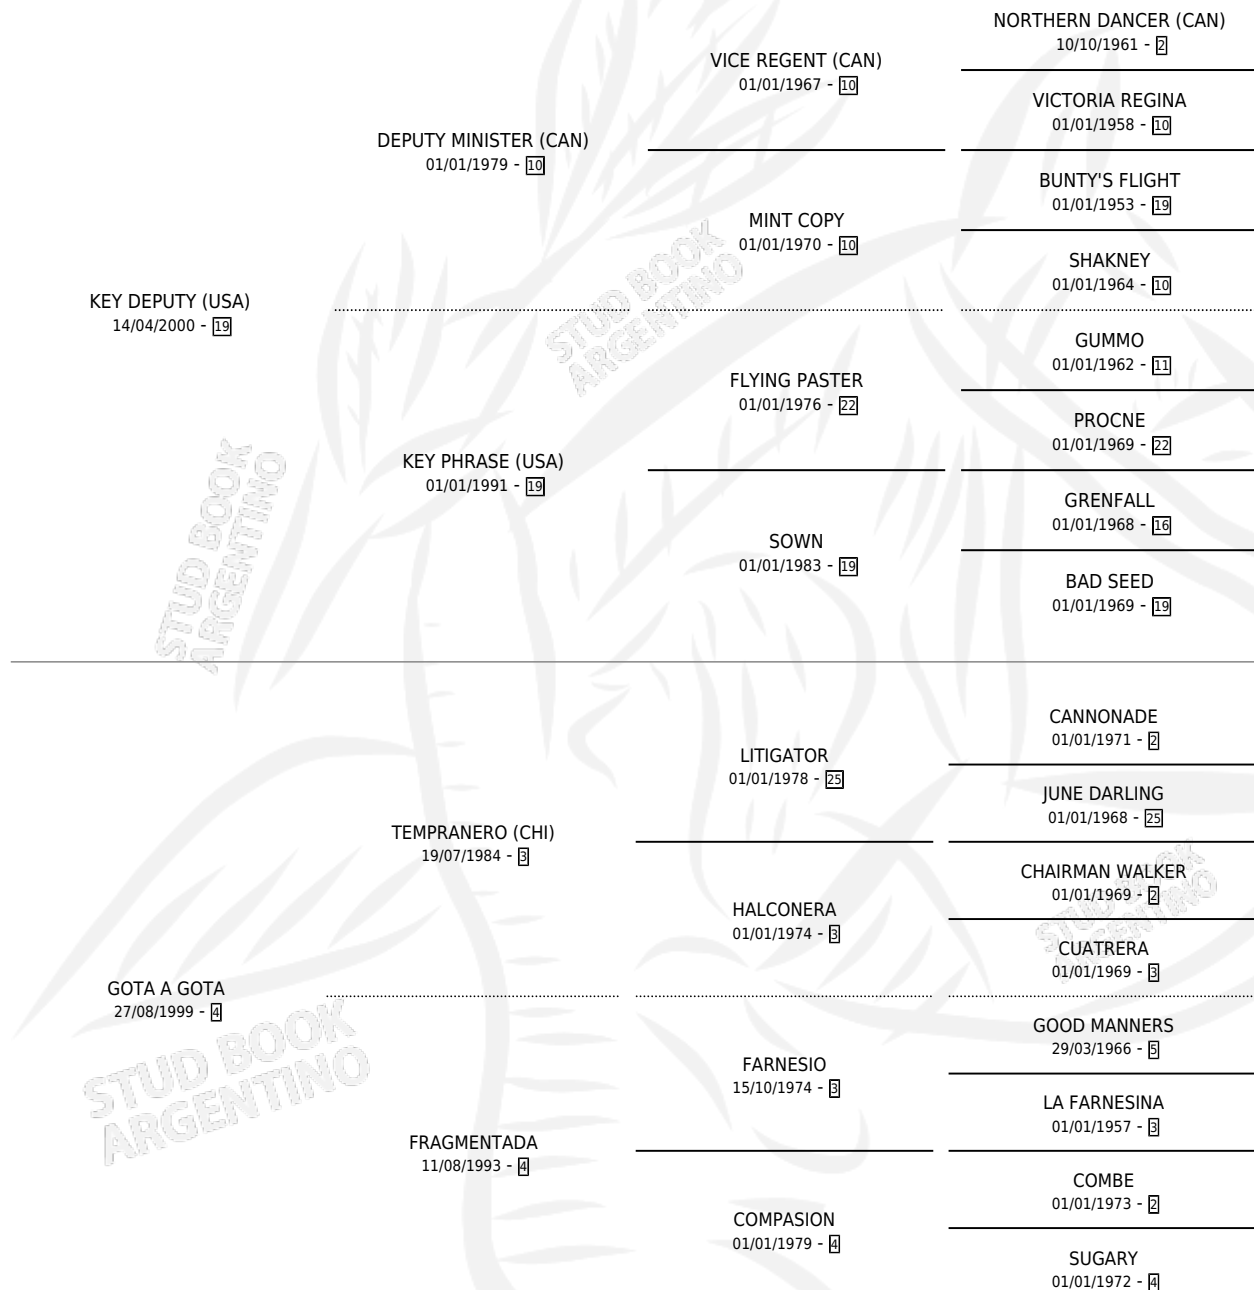 NORTHERN DANCER (CAN)
10/10/1961 - 2
VICE REGENT (CAN)
01/01/1967 - 10
VICTORIA REGINA
01/01/1958 - 10
DEPUTY MINISTER (CAN)
01/01/1979 - 10
BUNTY'S FLIGHT
01/01/1953 - 19
MINT COPY
01/01/1970 - 10
SHAKNEY
01/01/1964 - 10
KEY DEPUTY (USA)
14/04/2000 - 19
GUMMO
01/01/1962 - 11
FLYING PASTER
01/01/1976 - 22
PROCNE
01/01/1969 - 22
KEY PHRASE (USA)
01/01/1991 - 19
GRENFALL
01/01/1968 - 16
SOWN
01/01/1983 - 19
BAD SEED
01/01/1969 - 19
STUD BOOK
ARGENTINO
STUD BOOK
ARGENTINO
CANNONADE
01/01/1971 - 2
LITIGATOR
01/01/1978 - 25
JUNE DARLING
01/01/1968 - 25
TEMPRANERO (CHI)
19/07/1984 - 3
CHAIRMAN WALKER
01/01/1969 - 2
HALCONERA
01/01/1974 - 3
CUATRERA
01/01/1969 - 3
STUD BOOK
ARGENTINO
GOTA A GOTA
27/08/1999 - 4
GOOD MANNERS
29/03/1966 - 5
FARNESIO
15/10/1974 - 3
LA FARNESINA
01/01/1957 - 3
FRAGMENTADA
11/08/1993 - 4
COMBE
01/01/1973 - 2
COMPASION
01/01/1979 - 4
SUGARY
01/01/1972 - 4
STUD BOOK
ARGENTINO